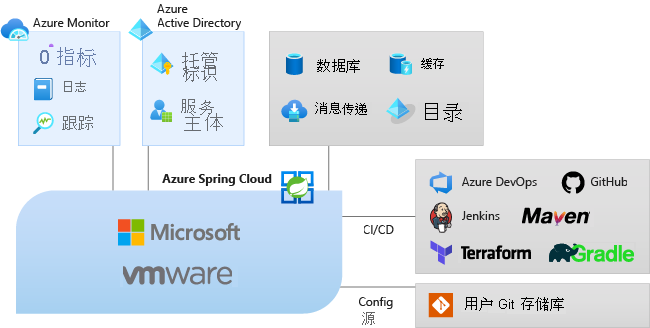 Azure Monitor
指标
日志
跟踪
Azure
Active Directory
托管
标识
服务
主体
数据库
缓存
消息传递
目录
Azure Spring Cloud
Microsoft
vmware
CI/CD
Azure DevOps
GitHub
Jenkins
Maven
Terraform
Gradle
Config
源
用户 Git 存储库